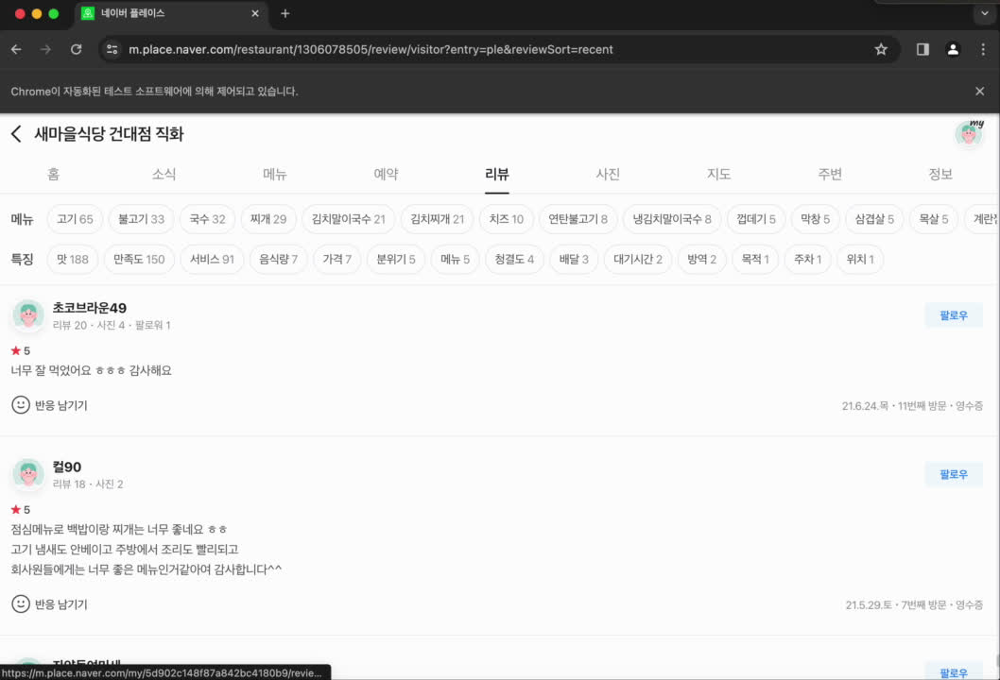 네이버 플레이스
m.place.naver.com/restaurant/1306078505/review/visitor?entry=ple&reviewSort=recent
Chrome이 자동화된 테스트 소프트웨어에 의해 제어되고 있습니다.
새마을식당 건대점 직화
my
홈 소식 메뉴 예약 리뷰 사진 지도 주변 정보
메뉴 고기 65 불고기 33 국수 32 찌개 29 김치말이국수 21 김치찌개 21 치즈 10 연탄불고기 8 냉김치말이국수 8 껍데기 5 막창 5 삼겹살 5 목살 5
특징 맛 188 만족도 150 서비스 91 음식량 7 가격 7 분위기 5 메뉴 5 청결도 4 배달 3 대기시간 2 방역 2 목적 1 주차 1 위치 1
초코브라운49
리뷰 20 · 사진 4 · 팔로워 1
팔로우
★ 5
너무 잘 먹었어요 ㅎㅎㅎ 감사해요
반응 남기기
21.6.24.목 · 11번째 방문 · 영수증
컬90
리뷰 18 · 사진 2
팔로우
★ 5
점심메뉴로 백밥이랑 찌개는 너무 좋네요 ㅎㅎ
고기 냄새도 안베이고 주방에서 조리도 빨리되고
회사원들에게는 너무 좋은 메뉴인거같아여 감사합니다^^
반응 남기기
21.5.29.토 · 7번째 방문 · 영수증
팔로우
https://m.place.naver.com/my/5d902c148f87a842bc4180b9/revie...